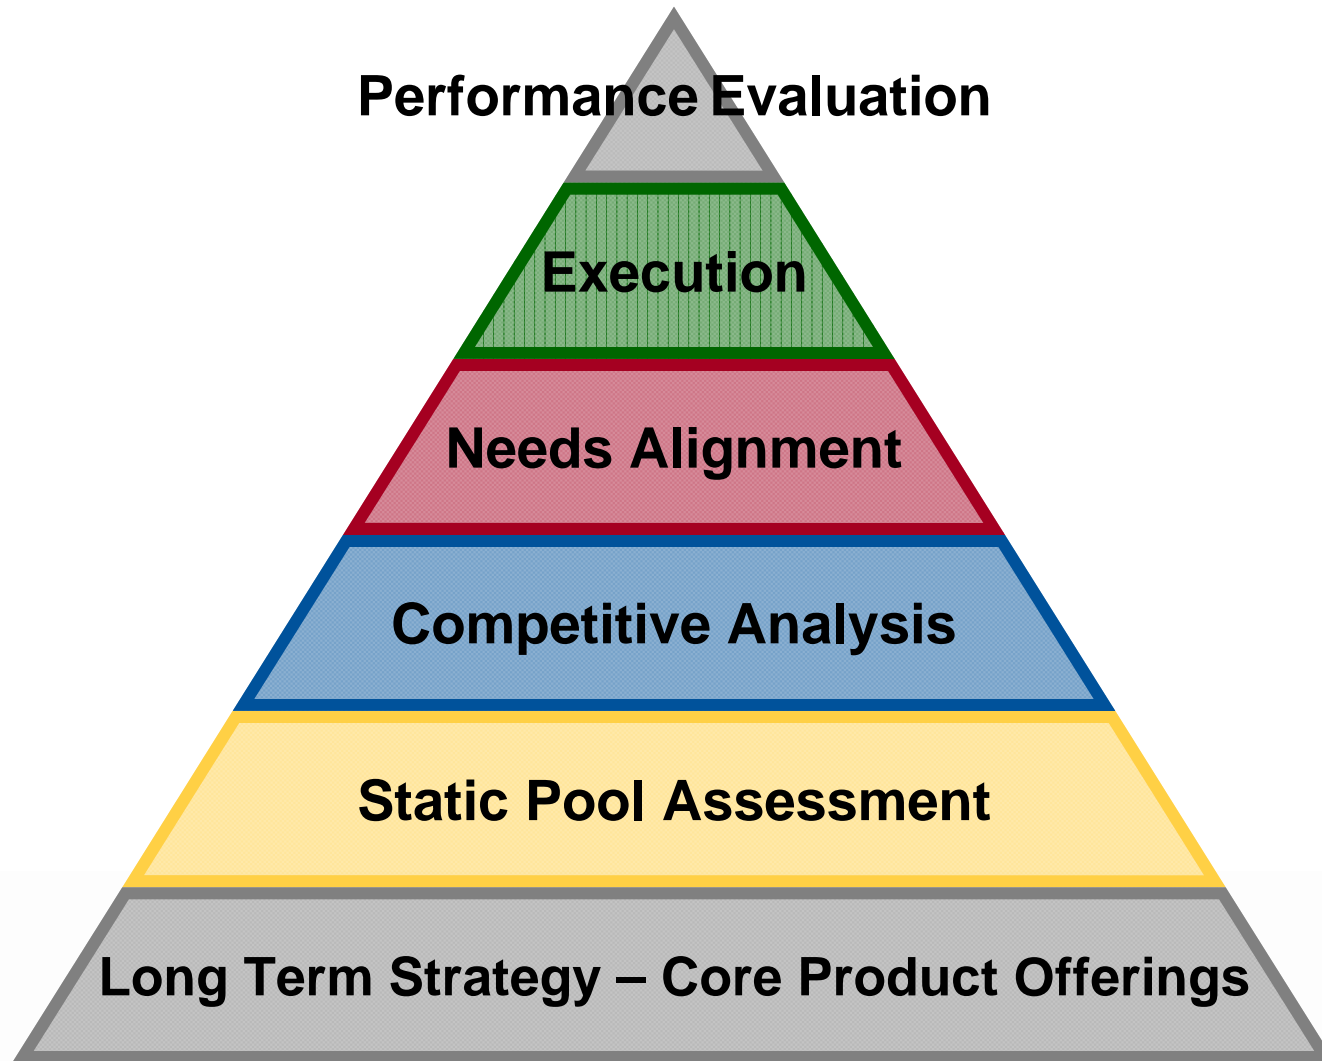 Performance Evaluation
Execution
Needs Alignment
Competitive Analysis
Static Pool Assessment
Long Term Strategy – Core Product Offerings